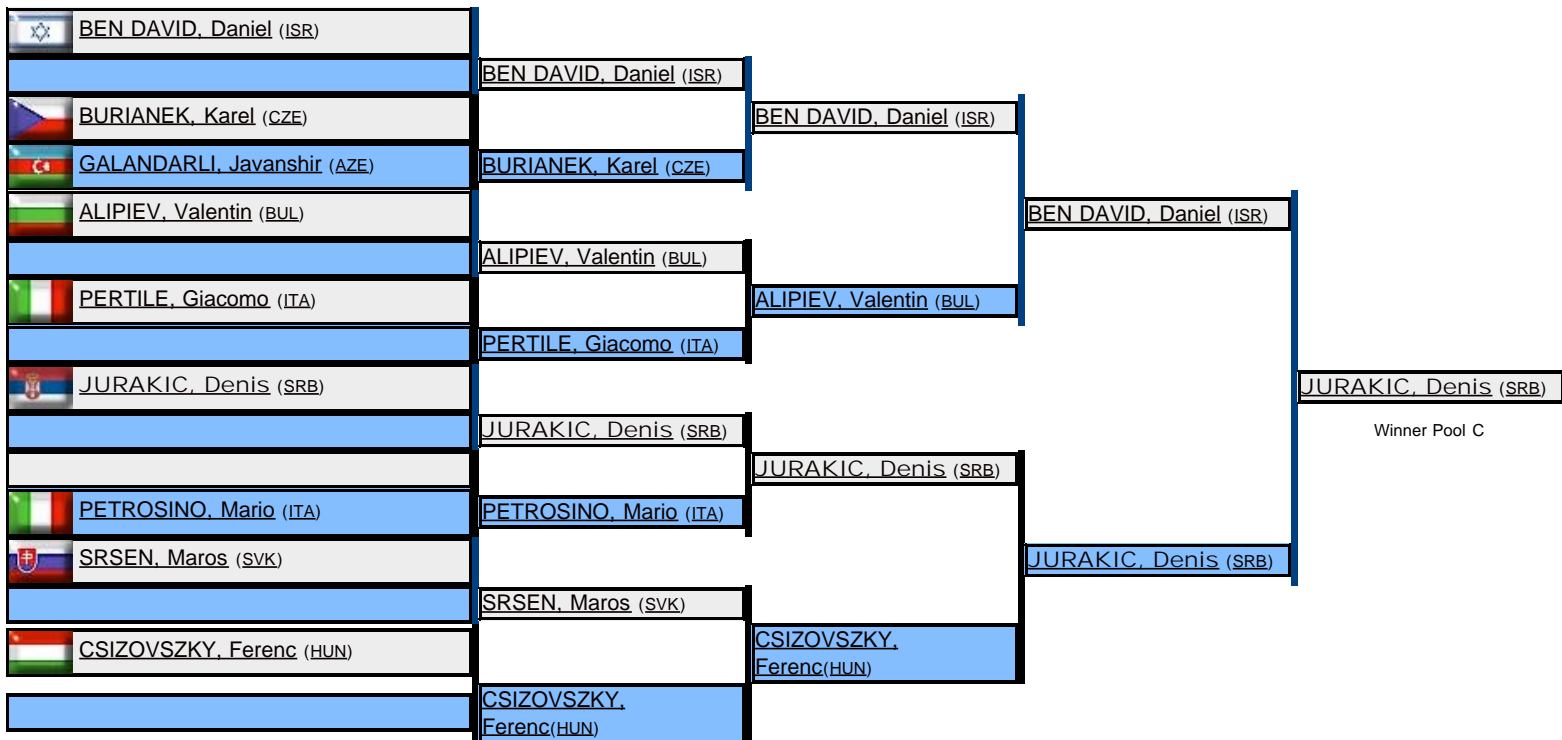 BEN DAVID, Daniel (ISR)
BURIANEK, Karel (CZE)
GALANDARLI, Javanshir (AZE)
ALIPIEV, Valentin (BUL)
PERTILE, Giacomo (ITA)
JURAKIC, Denis (SRB)
PETROSINO, Mario (ITA)
SRSEN, Maros (SVK)
CSIZOVSZKY, Ferenc (HUN)
BEN DAVID, Daniel (ISR)
BURIANEK, Karel (CZE)
ALIPIEV, Valentin (BUL)
PERTILE, Giacomo (ITA)
JURAKIC, Denis (SRB)
PETROSINO, Mario (ITA)
SRSEN, Maros (SVK)
CSIZOVSZKY,
Ferenc(HUN)
BEN DAVID, Daniel (ISR)
ALIPIEV, Valentin (BUL)
JURAKIC, Denis (SRB)
CSIZOVSZKY,
Ferenc(HUN)
BEN DAVID, Daniel (ISR)
JURAKIC, Denis (SRB)
JURAKIC, Denis (SRB)
Winner Pool C